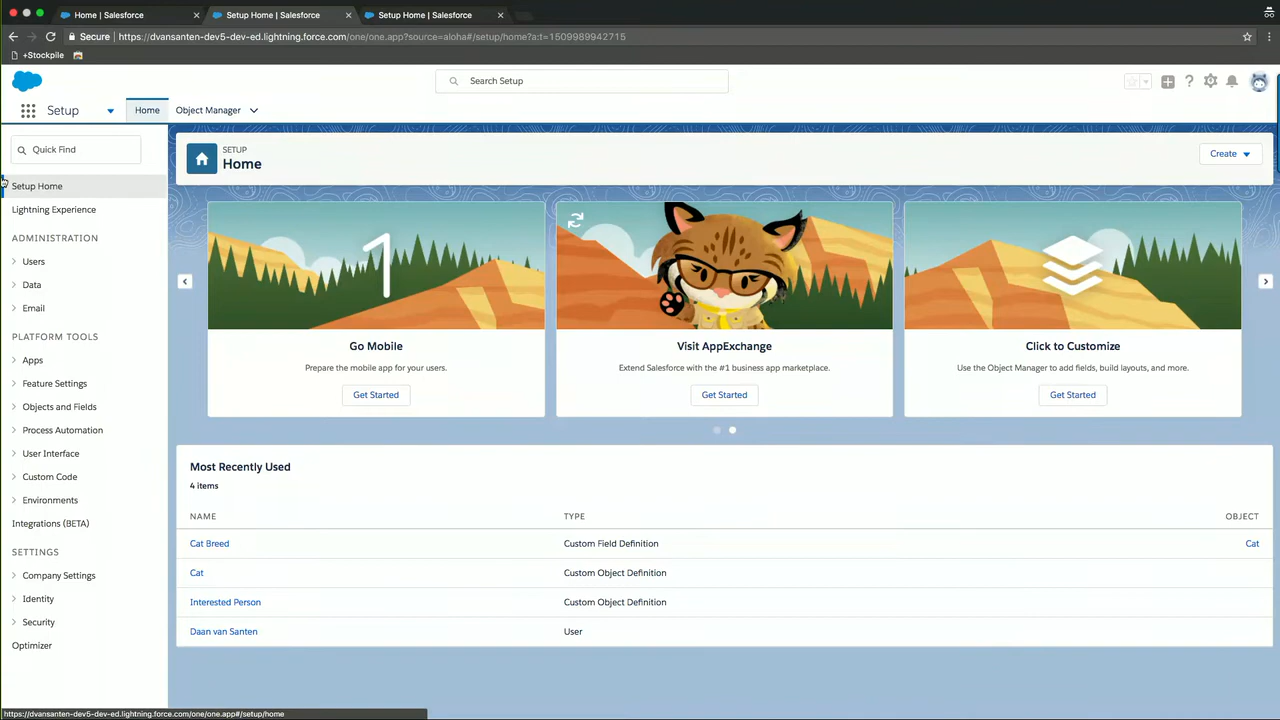 Home | Salesforce
Setup Home | Salesforce
Setup Home | Salesforce
Secure https://dvansanten-dev5-dev-ed.lightning.force.com/one/one.app?source=aloha#/setup/home?a:t=1509989942715
+Stockpile
Search Setup
Setup
Home
Object Manager
Quick Find
Setup Home
Lightning Experience
ADMINISTRATION
Users
Data
Email
PLATFORM TOOLS
Apps
Feature Settings
Objects and Fields
Process Automation
User Interface
Custom Code
Environments
Integrations (BETA)
SETTINGS
Company Settings
Identity
Security
Optimizer
SETUP
Home
Create
1
Go Mobile
Prepare the mobile app for your users.
Get Started
Visit AppExchange
Extend Salesforce with the #1 business app marketplace.
Get Started
Click to Customize
Use the Object Manager to add fields, build layouts, and more.
Get Started
Most Recently Used
4 items
NAME TYPE OBJECT
Cat Breed Custom Field Definition Cat
Cat Custom Object Definition
Interested Person Custom Object Definition
Daan van Santen User
https://dvansanten-dev5-dev-ed.lightning.force.com/one/one.app#/setup/home